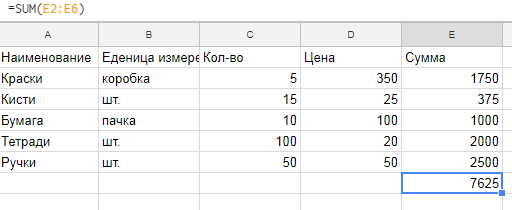 =SUM(E2:E6)
A B C D E
Наименование Еденица измере Кол-во Цена Сумма
Краски коробка 5 350 1750
Кисти шт. 15 25 375
Бумага пачка 10 100 1000
Тетради шт. 100 20 2000
Ручки шт. 50 50 2500
7625